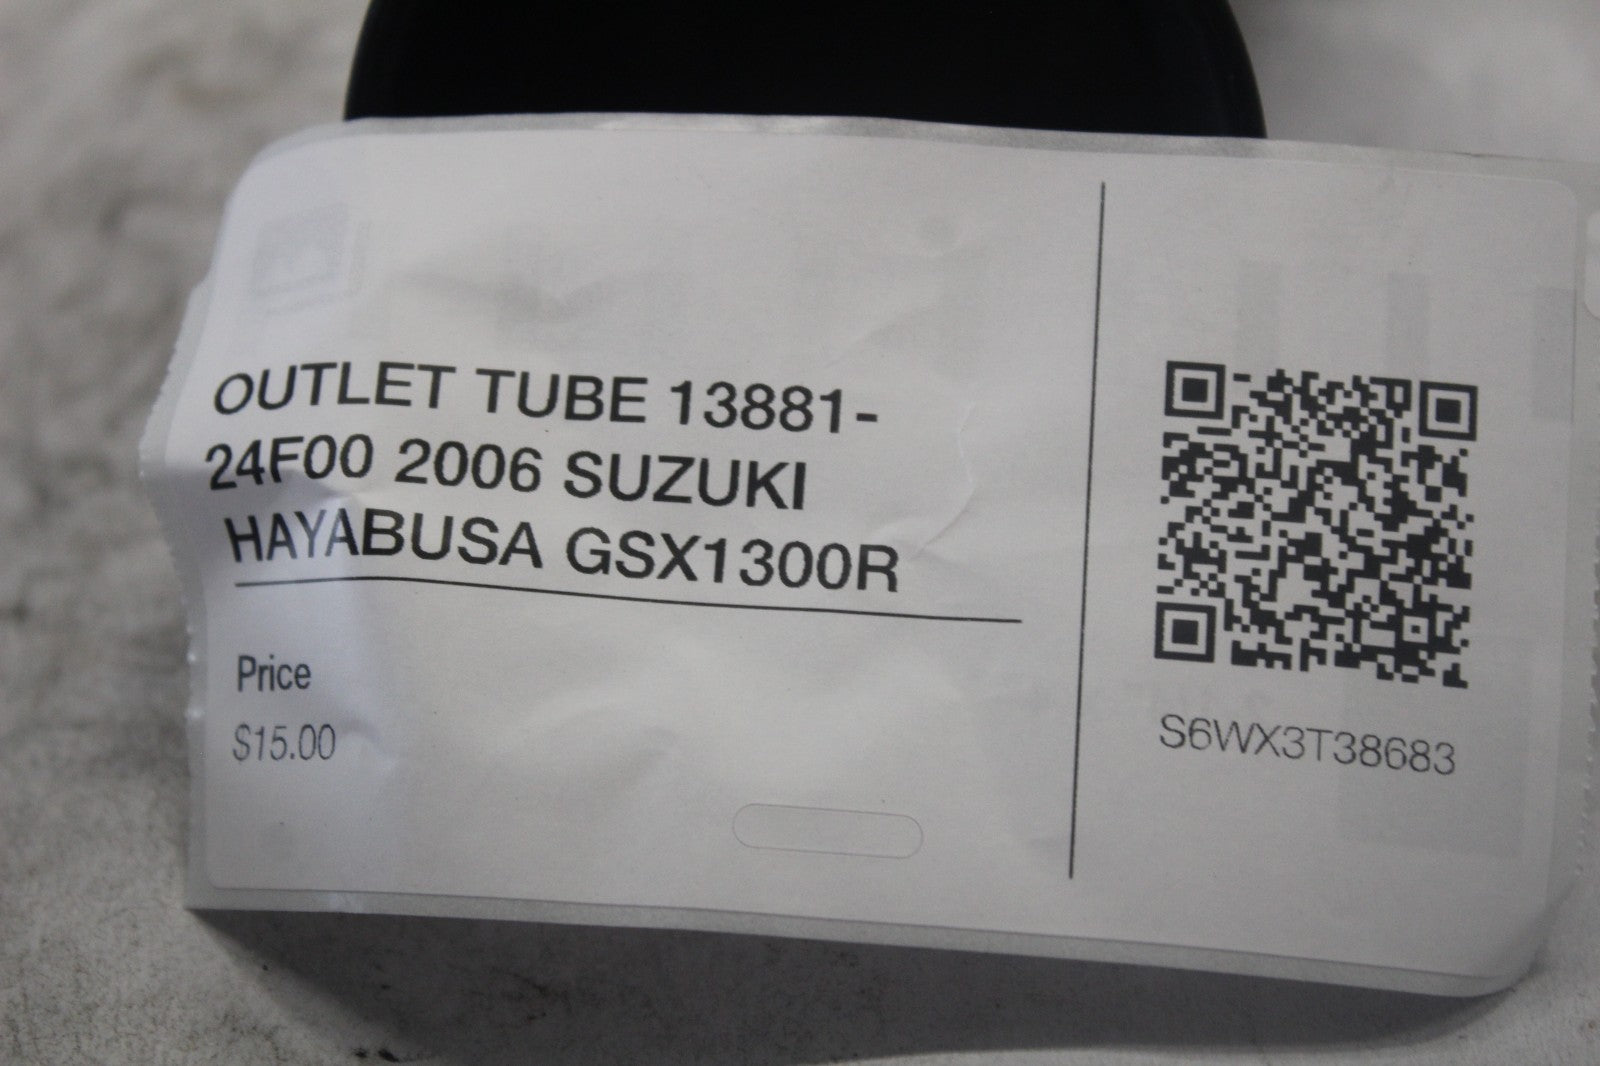 OUTLET TUBE 13881-
24F00 2006 SUZUKI
HAYABUSA GSX1300R
Price
$15.00
S6WX3T38683